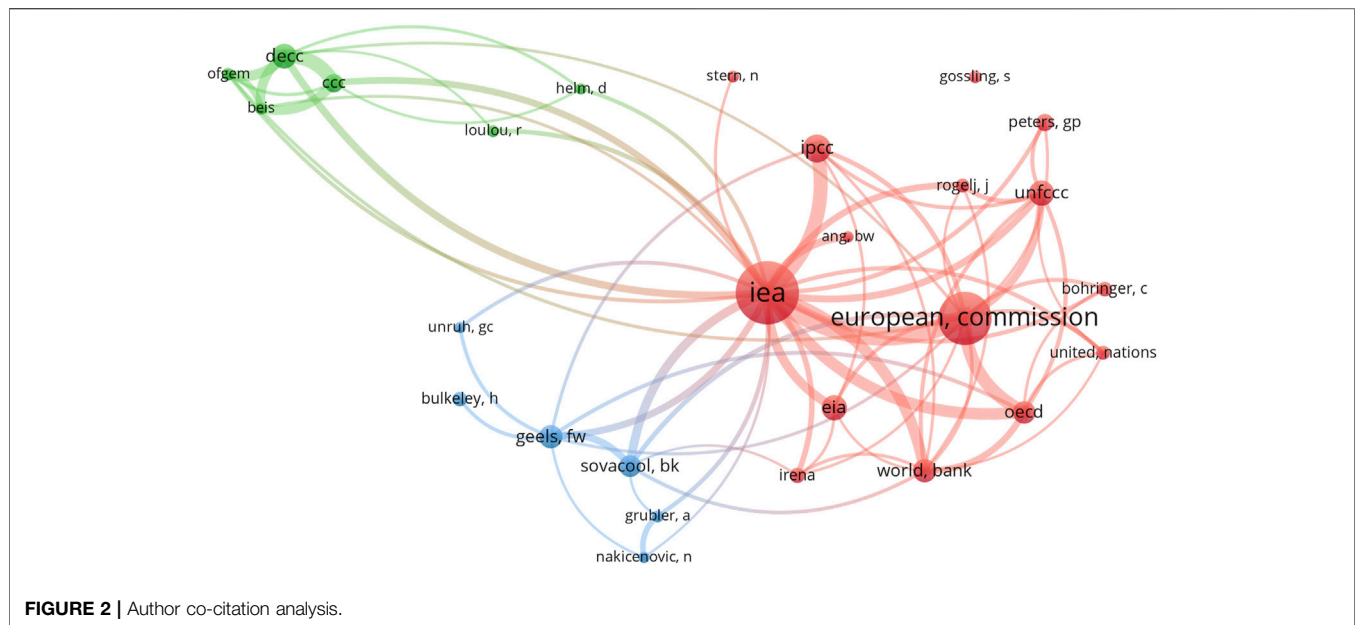 decc
ofgem
ccc
beis
helm, d
loulou, r
stern, n
gossling, s
peters, gp
ipcc
rogelj, j
unfccc
ang, bw
iea
bohringer, c
european, commission
unruh, gc
united, nations
bulkeley, h
eia
oecd
geels, fw
sovacool, bk
irena
world, bank
grubler, a
nakicenovic, n
FIGURE 2 | Author co-citation analysis.